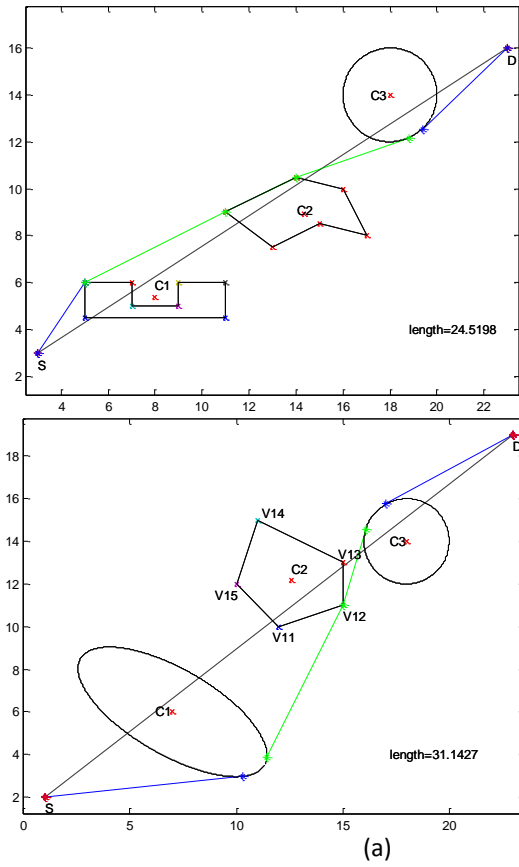 16
D
14
C3
12
10
C2
8
6
C1
4
length=24.5198
S
2
4 6 8 10 12 14 16 18 20 22
18
D
16
V14
14
C3
V13
C2
12
V15
V12
10
V11
8
6
C1
4
length=31.1427
2
S
0 5 10 15 20
(a)